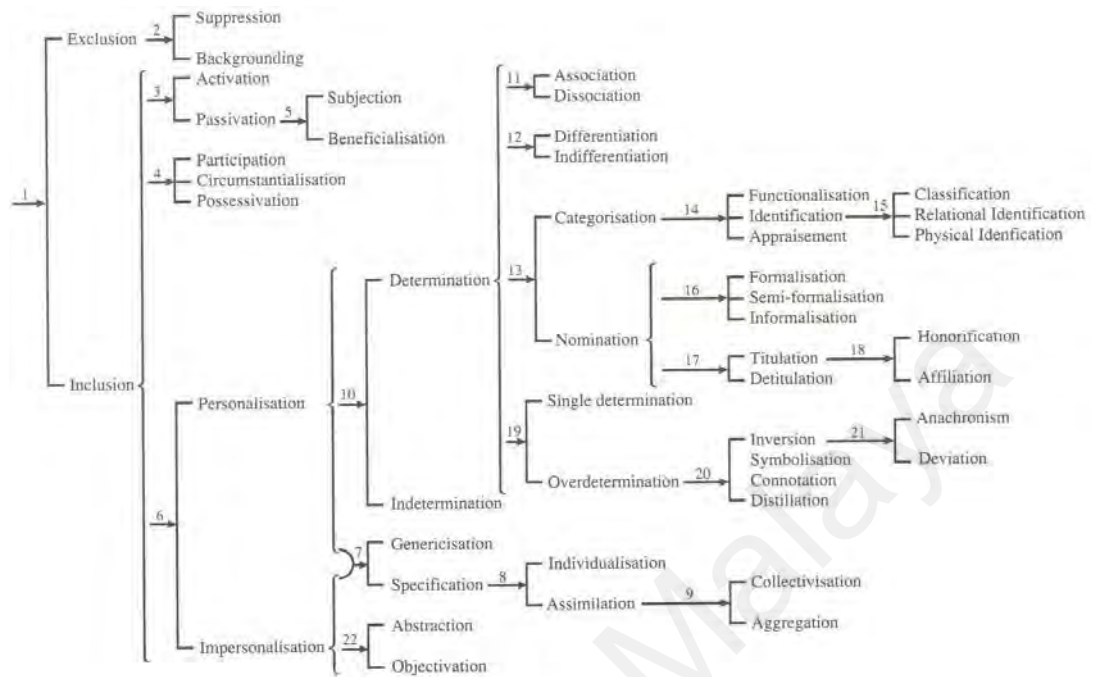 Suppression
Exclusion 2
Backgrounding
Activation
3
Passivation 5
Subjection
Beneficialisation
Participation
4 Circumstantialisation
Possessivation
1
Inclusion
11 Association
Dissociation
12 Differentiation
Indifferentiation
Determination
13
Categorisation 14
Functionalisation
Identification 15
Appraisement
Classification
Relational Identification
Physical Idenfication
Nomination
16
Formalisation
Semi-formalisation
Informalisation
17
Titulation 18
Detitulation
Honorification
Affiliation
Personalisation 10
19
Single determination
Overdetermination 20
Inversion 21
Symbolisation
Connotation
Distillation
Anachronism
Deviation
Indetermination
6
7 Genericisation
Specification 8
Individualisation
Assimilation 9
Collectivisation
Aggregation
Impersonalisation 22
Abstraction
Objectivation
Malaya